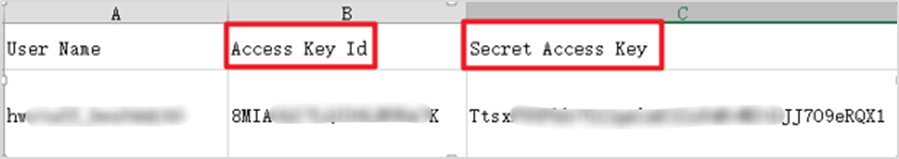 A B C
User Name Access Key Id Secret Access Key
hw 8MIA K Ttsx JJ7O9eRQX1